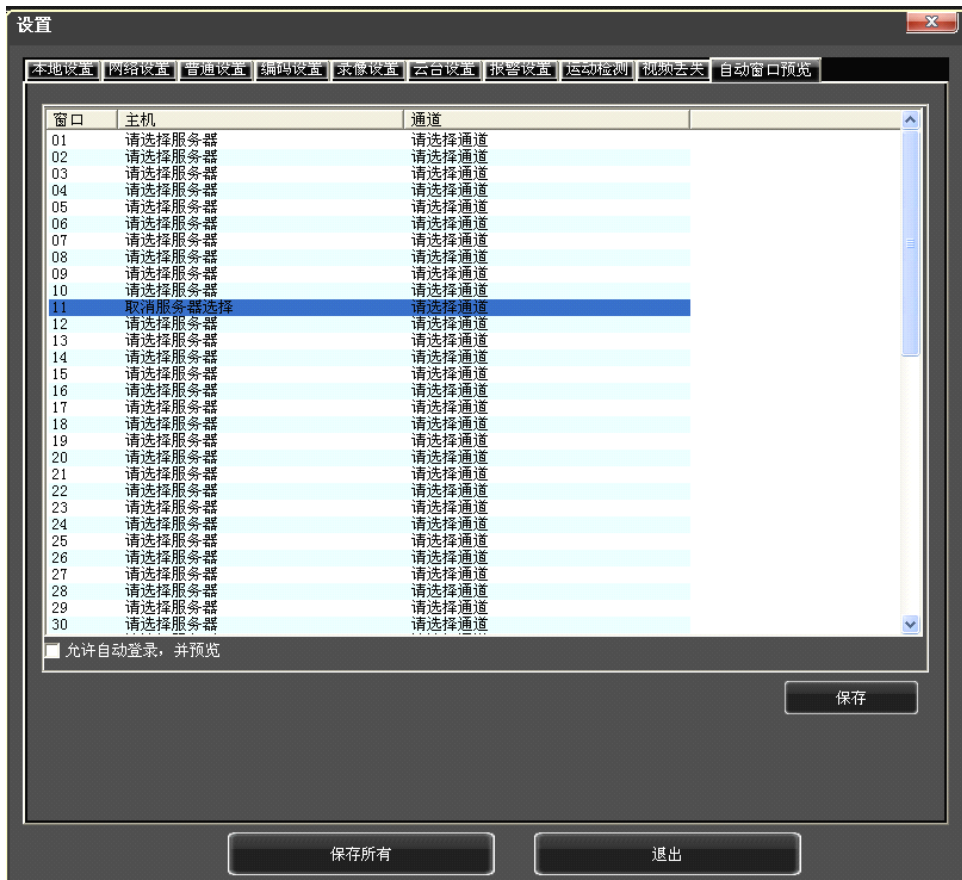 设置
本地设置 网络设置 普通设置 编码设置 录像设置 云台设置 报警设置 运动检测 视频丢失 自动窗口预览
窗口 主机 通道
01 请选择服务器 请选择通道
02 请选择服务器 请选择通道
03 请选择服务器 请选择通道
04 请选择服务器 请选择通道
05 请选择服务器 请选择通道
06 请选择服务器 请选择通道
07 请选择服务器 请选择通道
08 请选择服务器 请选择通道
09 请选择服务器 请选择通道
10 请选择服务器 请选择通道
11 取消服务器选择 请选择通道
12 请选择服务器 请选择通道
13 请选择服务器 请选择通道
14 请选择服务器 请选择通道
15 请选择服务器 请选择通道
16 请选择服务器 请选择通道
17 请选择服务器 请选择通道
18 请选择服务器 请选择通道
19 请选择服务器 请选择通道
20 请选择服务器 请选择通道
21 请选择服务器 请选择通道
22 请选择服务器 请选择通道
23 请选择服务器 请选择通道
24 请选择服务器 请选择通道
25 请选择服务器 请选择通道
26 请选择服务器 请选择通道
27 请选择服务器 请选择通道
28 请选择服务器 请选择通道
29 请选择服务器 请选择通道
30 请选择服务器 请选择通道
允许自动登录，并预览
保存
保存所有 退出